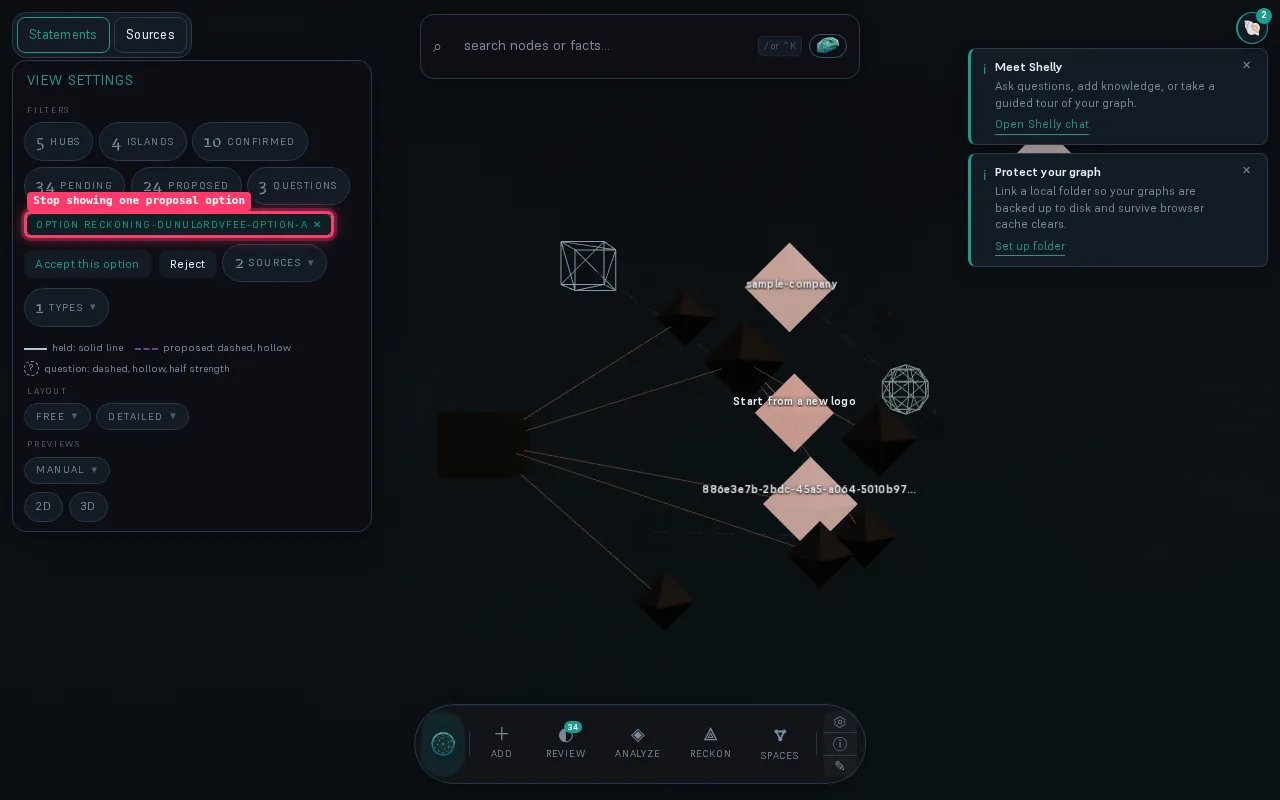 Statements
Sources
search nodes or facts...
/or ^K
2
VIEW SETTINGS
FILTERS
5 HUBS
4 ISLANDS
10 CONFIRMED
34 PENDING
24 PROPOSED
3 QUESTIONS
Stop showing one proposal option
OPTION RECKONING-DUNUL6RDVFEE-OPTION-A ×
Accept this option
Reject
2 SOURCES ▾
1 TYPES ▾
held: solid line
proposed: dashed, hollow
? question: dashed, hollow, half strength
LAYOUT
FREE ▾
DETAILED ▾
PREVIEWS
MANUAL ▾
2D
3D
i Meet Shelly ×
Ask questions, add knowledge, or take a
guided tour of your graph.
Open Shelly chat
i Protect your graph ×
Link a local folder so your graphs are
backed up to disk and survive browser
cache clears.
Set up folder
sample-company
Start from a new logo
886e3e7b-2bdc-45a5-a064-5010b97...
ADD
34
REVIEW
ANALYZE
RECKON
SPACES